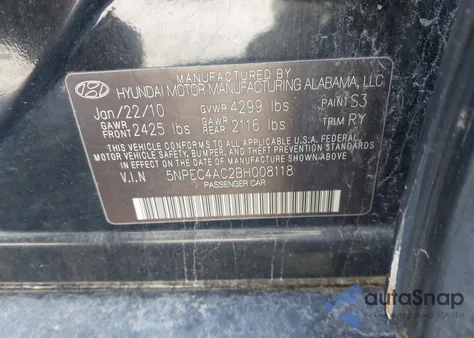 MANUFACTURED BY
HYUNDAI MOTOR MANUFACTURING ALABAMA, LLC
Jan/22/10 GVWR 4299 lbs PAINT S3
GAWR FRONT 2425 lbs GAWR REAR 2116 lbs TRIM RY
THIS VEHICLE CONFORMS TO ALL APPLICABLE U.S.A. FEDERAL
MOTOR VEHICLE SAFETY, BUMPER, AND THEFT PREVENTION STANDARDS
IN EFFECT ON THE DATE OF MANUFACTURE SHOWN ABOVE.
V.I.N 5NPEC4AC2BH008118
PASSENGER CAR
autoSnap